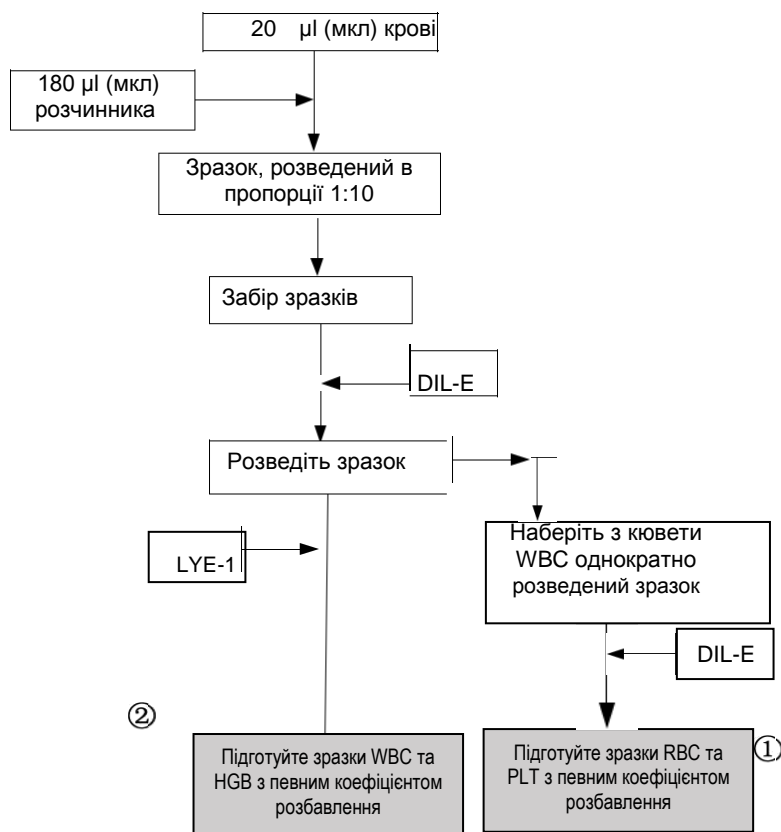 20 µl (мкл) крові
180 µl (мкл)
розчинника
Зразок, розведений в
пропорції 1:10
Забір зразків
DIL-E
Розведіть зразок
LYE-1
Наберіть з кювети
WBC однократно
розведений зразок
DIL-E
②
Підготуйте зразки WBC та
HGB з певним коефіцієнтом
розбавлення
①
Підготуйте зразки RBC та
PLT з певним коефіцієнтом
розбавлення